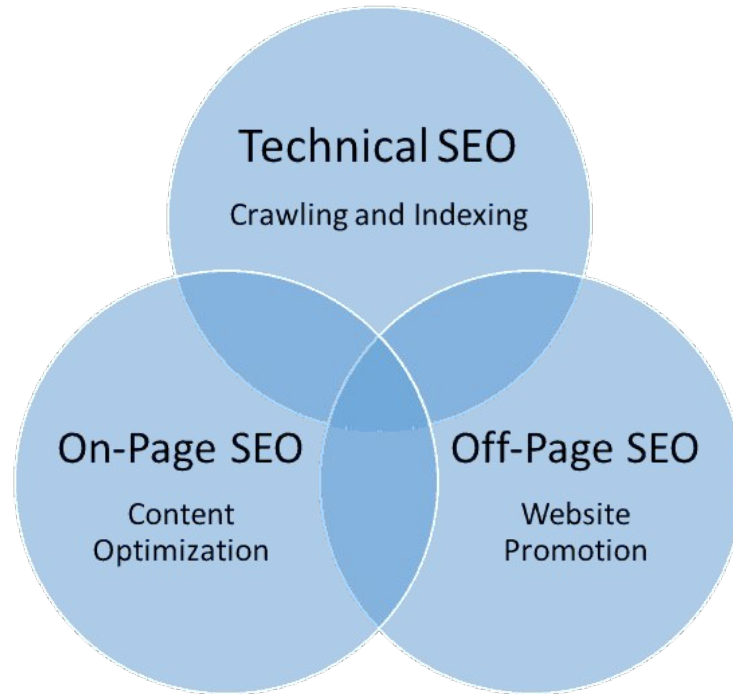 Technical SEO
Crawling and Indexing
On-Page SEO
Content
Optimization
Off-Page SEO
Website
Promotion